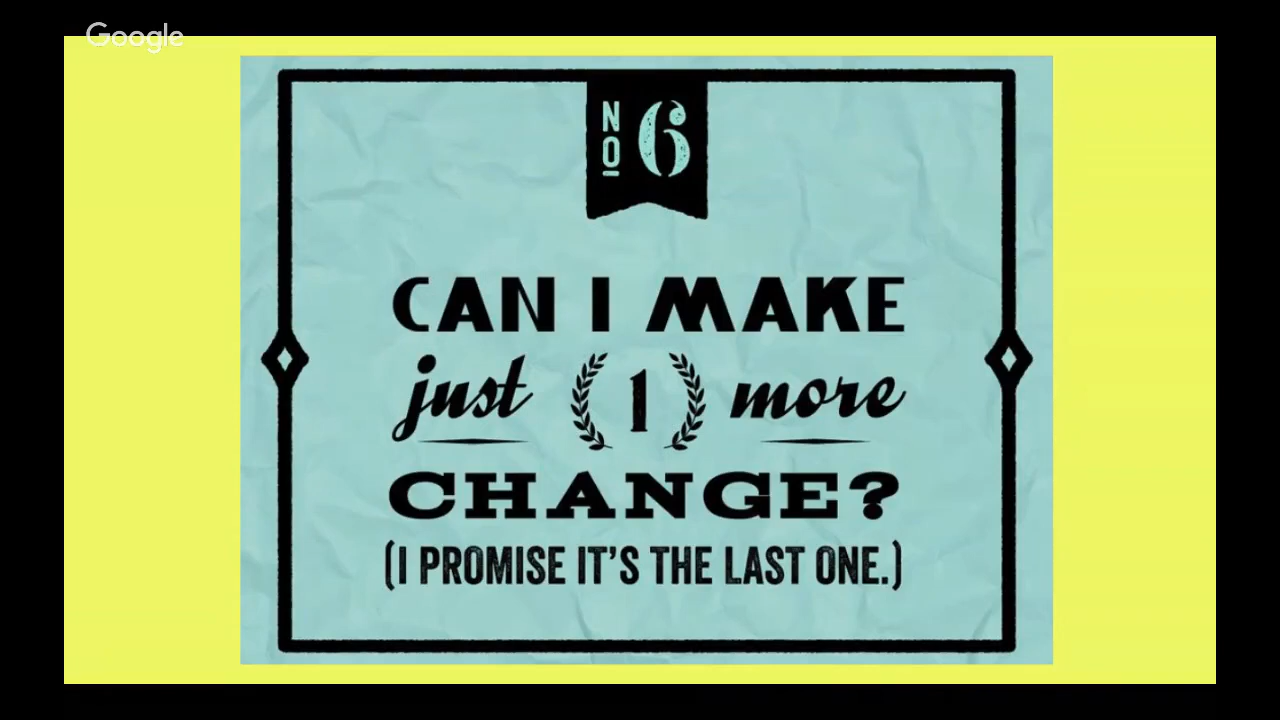 Google
NO 6
CAN I MAKE
just 1 more
CHANGE?
(I PROMISE IT'S THE LAST ONE.)